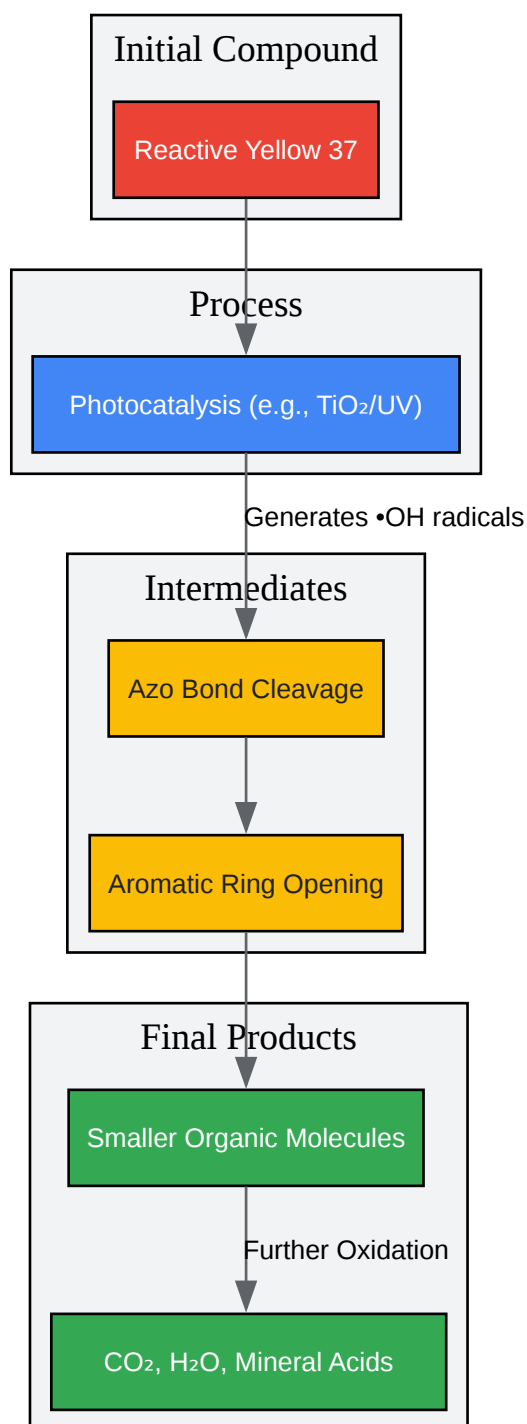 Initial Compound
Reactive Yellow 37
Process
Photocatalysis (e.g., TiO₂/UV)
Generates •OH radicals
Intermediates
Azo Bond Cleavage
Aromatic Ring Opening
Final Products
Smaller Organic Molecules
Further Oxidation
CO₂, H₂O, Mineral Acids